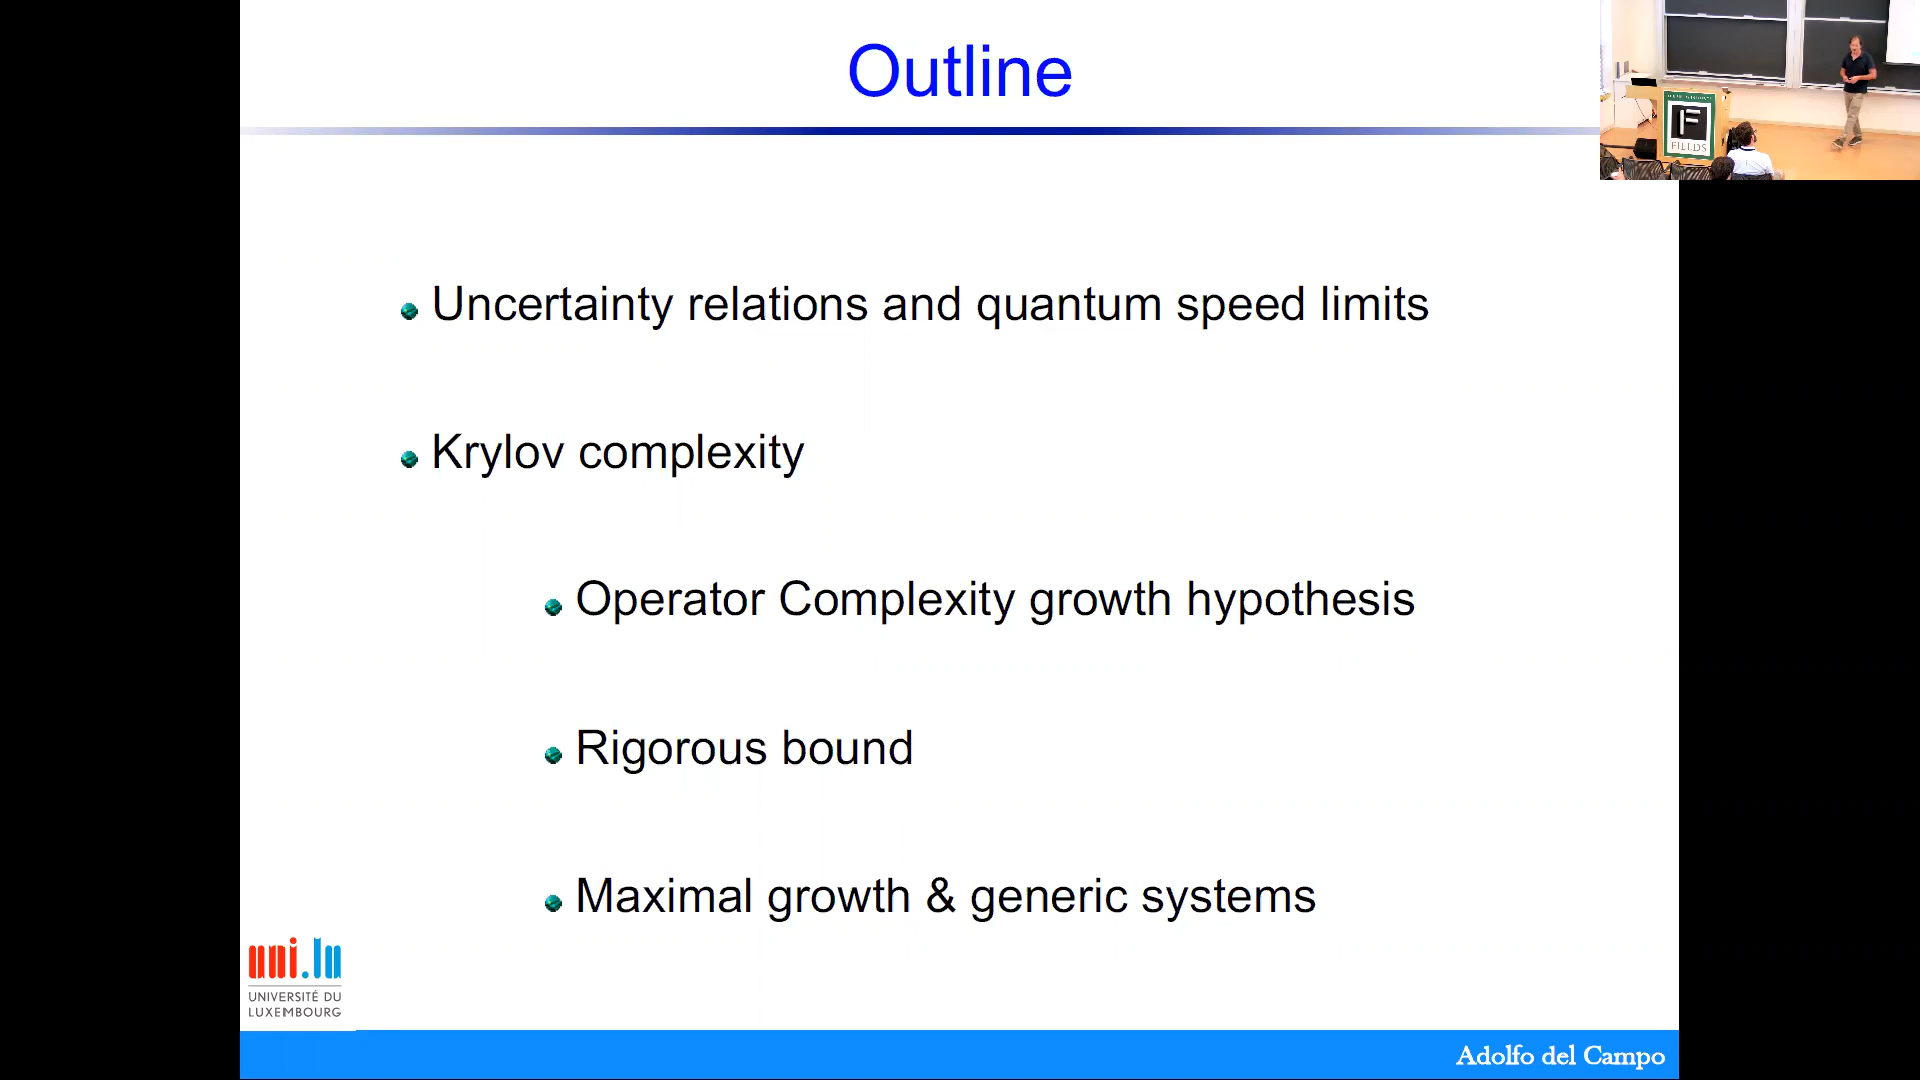 Outline
Uncertainty relations and quantum speed limits
Krylov complexity
Operator Complexity growth hypothesis
Rigorous bound
Maximal growth & generic systems
uni.lu
UNIVERSITÉ DU
LUXEMBOURG
Adolfo del Campo
F
FIELDS